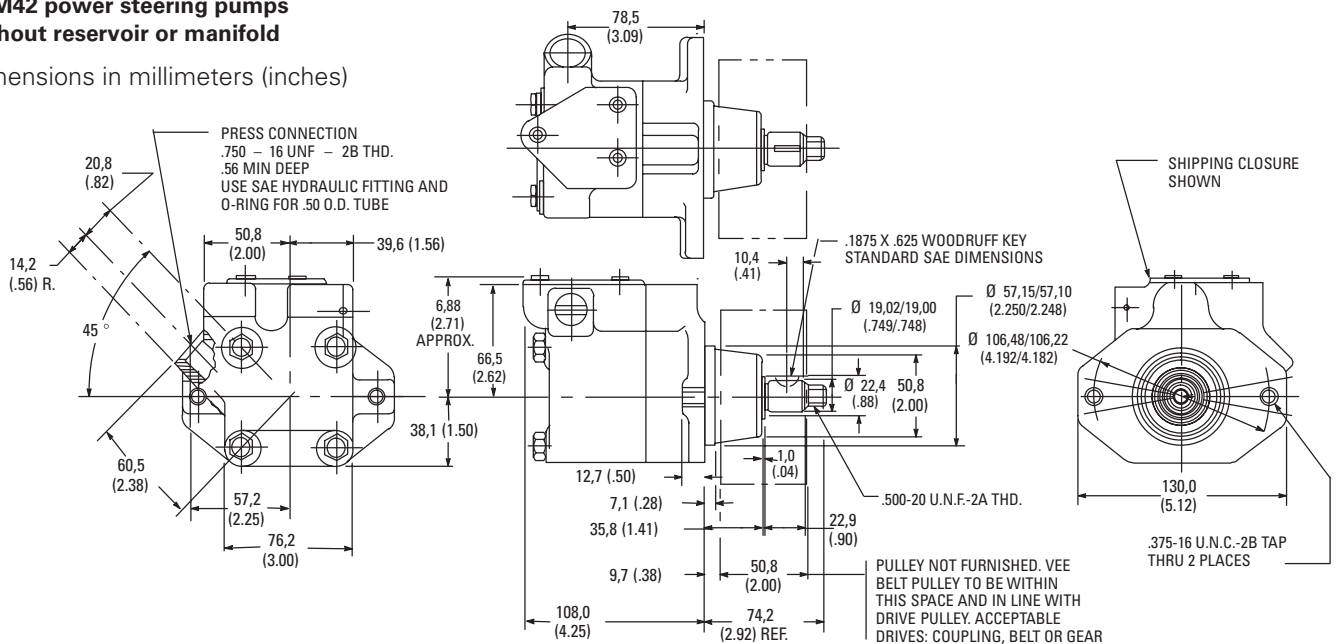 M42 power steering pumps
hout reservoir or manifold
mensions in millimeters (inches)
78,5
(3.09)
PRESS CONNECTION
.750 – 16 UNF – 2B THD.
.56 MIN DEEP
USE SAE HYDRAULIC FITTING AND
O-RING FOR .50 O.D. TUBE
20,8
(.82)
14,2
(.56) R.
45°
50,8
(2.00)
39,6 (1.56)
60,5
(2.38)
57,2
(2.25)
76,2
(3.00)
38,1 (1.50)
6,88
(2.71)
APPROX.
66,5
(2.62)
.1875 X .625 WOODRUFF KEY
STANDARD SAE DIMENSIONS
10,4
(.41)
Ø 19,02/19,00
(.749/.748)
Ø 57,15/57,10
(2.250/2.248)
Ø 106,48/106,22
(4.192/4.182)
Ø 22,4
(.88)
50,8
(2.00)
1,0
(.04)
12,7 (.50)
7,1 (.28)
35,8 (1.41)
22,9
(.90)
.500-20 U.N.F.-2A THD.
9,7 (.38)
50,8
(2.00)
108,0
(4.25)
74,2
(2.92) REF.
PULLEY NOT FURNISHED. VEE
BELT PULLEY TO BE WITHIN
THIS SPACE AND IN LINE WITH
DRIVE PULLEY. ACCEPTABLE
DRIVES: COUPLING, BELT OR GEAR
SHIPPING CLOSURE
SHOWN
130,0
(5.12)
.375-16 U.N.C.-2B TAP
THRU 2 PLACES